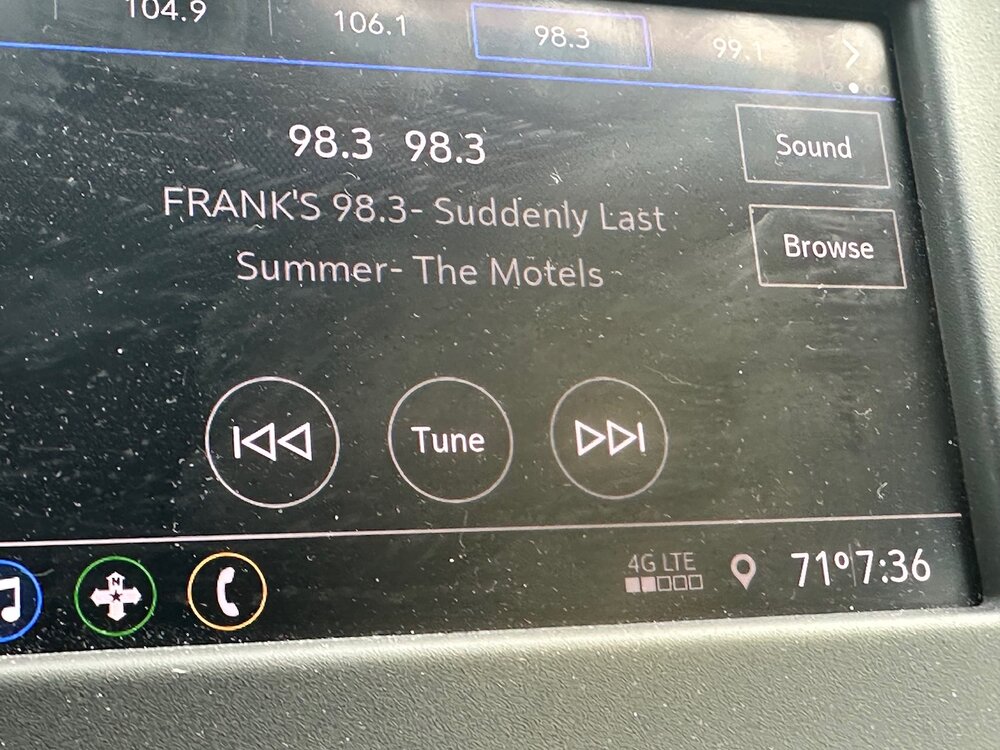 104.9 106.1 98.3 99.1
98.3 98.3
Sound
FRANK'S 98.3- Suddenly Last
Summer- The Motels
Browse
Tune
N
4G LTE
71° 7:36